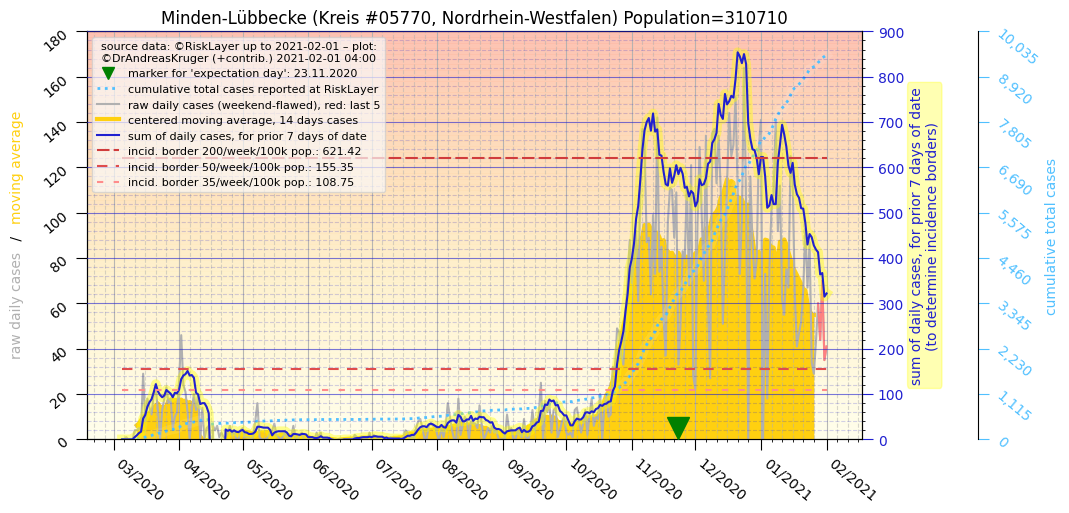 Minden-Lübbecke (Kreis #05770, Nordrhein-Westfalen) Population=310710
source data: ©RiskLayer up to 2021-02-01 – plot:
©DrAndreasKruger (+contrib.) 2021-02-01 04:00
marker for 'expectation day': 23.11.2020
cumulative total cases reported at RiskLayer
raw daily cases (weekend-flawed), red: last 5
centered moving average, 14 days cases
sum of daily cases, for prior 7 days of date
incid. border 200/week/100k pop.: 621.42
incid. border 50/week/100k pop.: 155.35
incid. border 35/week/100k pop.: 108.75
raw daily cases / moving average
180
160
140
120
100
80
60
40
20
0
900
800
700
600
500
400
300
200
100
0
sum of daily cases, for prior 7 days of date
(to determine incidence borders)
10,035
8,920
7,805
6,690
5,575
4,460
3,345
2,230
1,115
0
cumulative total cases
03/2020
04/2020
05/2020
06/2020
07/2020
08/2020
09/2020
10/2020
11/2020
12/2020
01/2021
02/2021